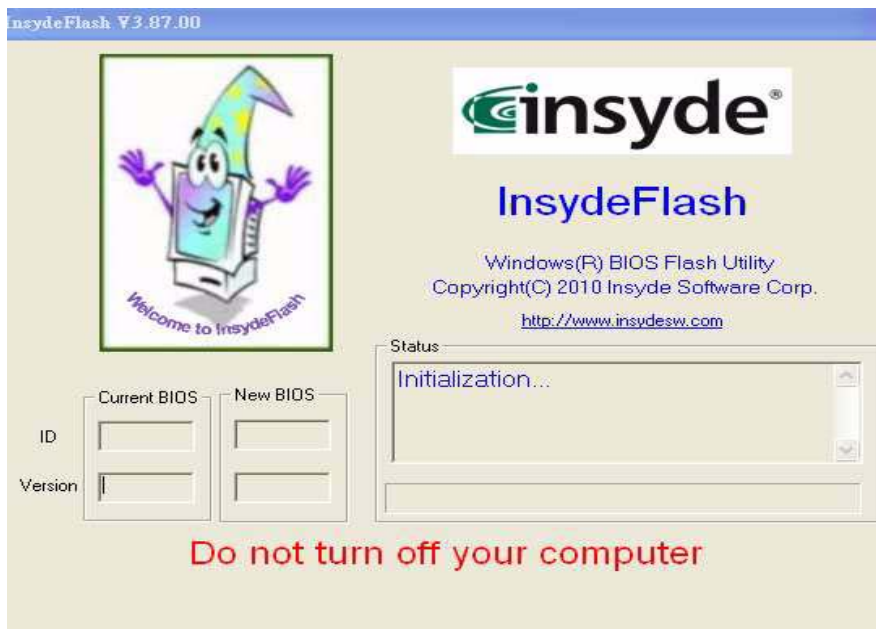 InsydeFlash V3.87.00
Welcome to InsydeFlash
insyde®
InsydeFlash
Windows(R) BIOS Flash Utility
Copyright(C) 2010 Insyde Software Corp.
http://www.insydesw.com
Status
Initialization...
Current BIOS
New BIOS
ID
Version
Do not turn off your computer